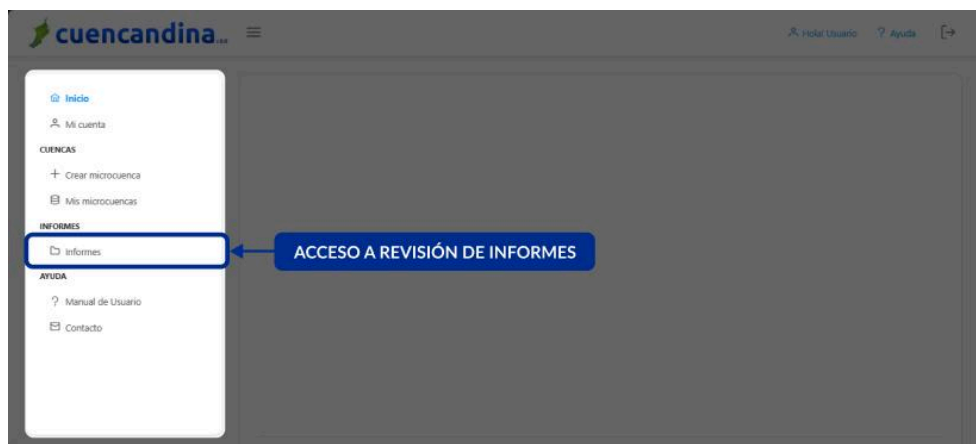 cuencandina
Hola! Usuario ? Ayuda
Inicio
Mi cuenta
CUENCAS
+ Crear microcuenca
Mis microcuencas
INFORMES
Informes
ACCESO A REVISIÓN DE INFORMES
AYUDA
? Manual de Usuario
Contacto